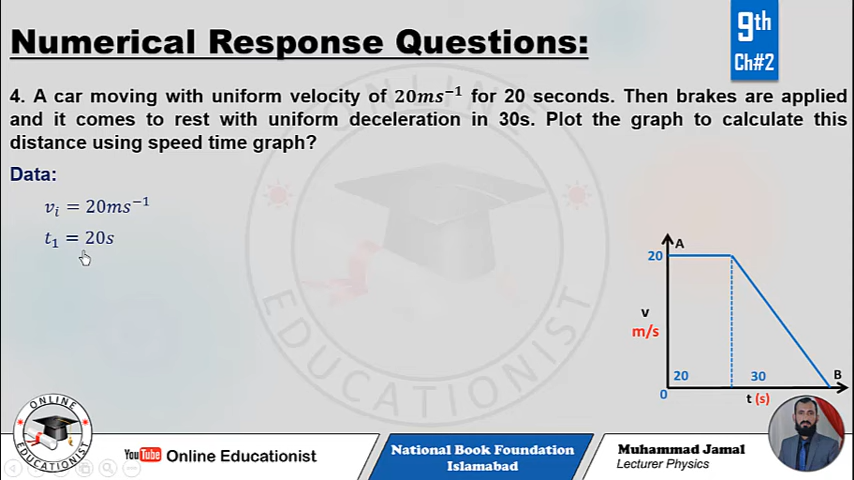 Numerical Response Questions:
9th
Ch#2
4. A car moving with uniform velocity of 20ms⁻¹ for 20 seconds. Then brakes are applied
and it comes to rest with uniform deceleration in 30s. Plot the graph to calculate this
distance using speed time graph?
Data:
vᵢ = 20ms⁻¹
t₁ = 20s
A
20
v
m/s
20
30
B
0
t (s)
ONLINE
EDUCATIONIST
ONLINE
EDUCATIONIST
YouTube Online Educationist
National Book Foundation
Islamabad
Muhammad Jamal
Lecturer Physics